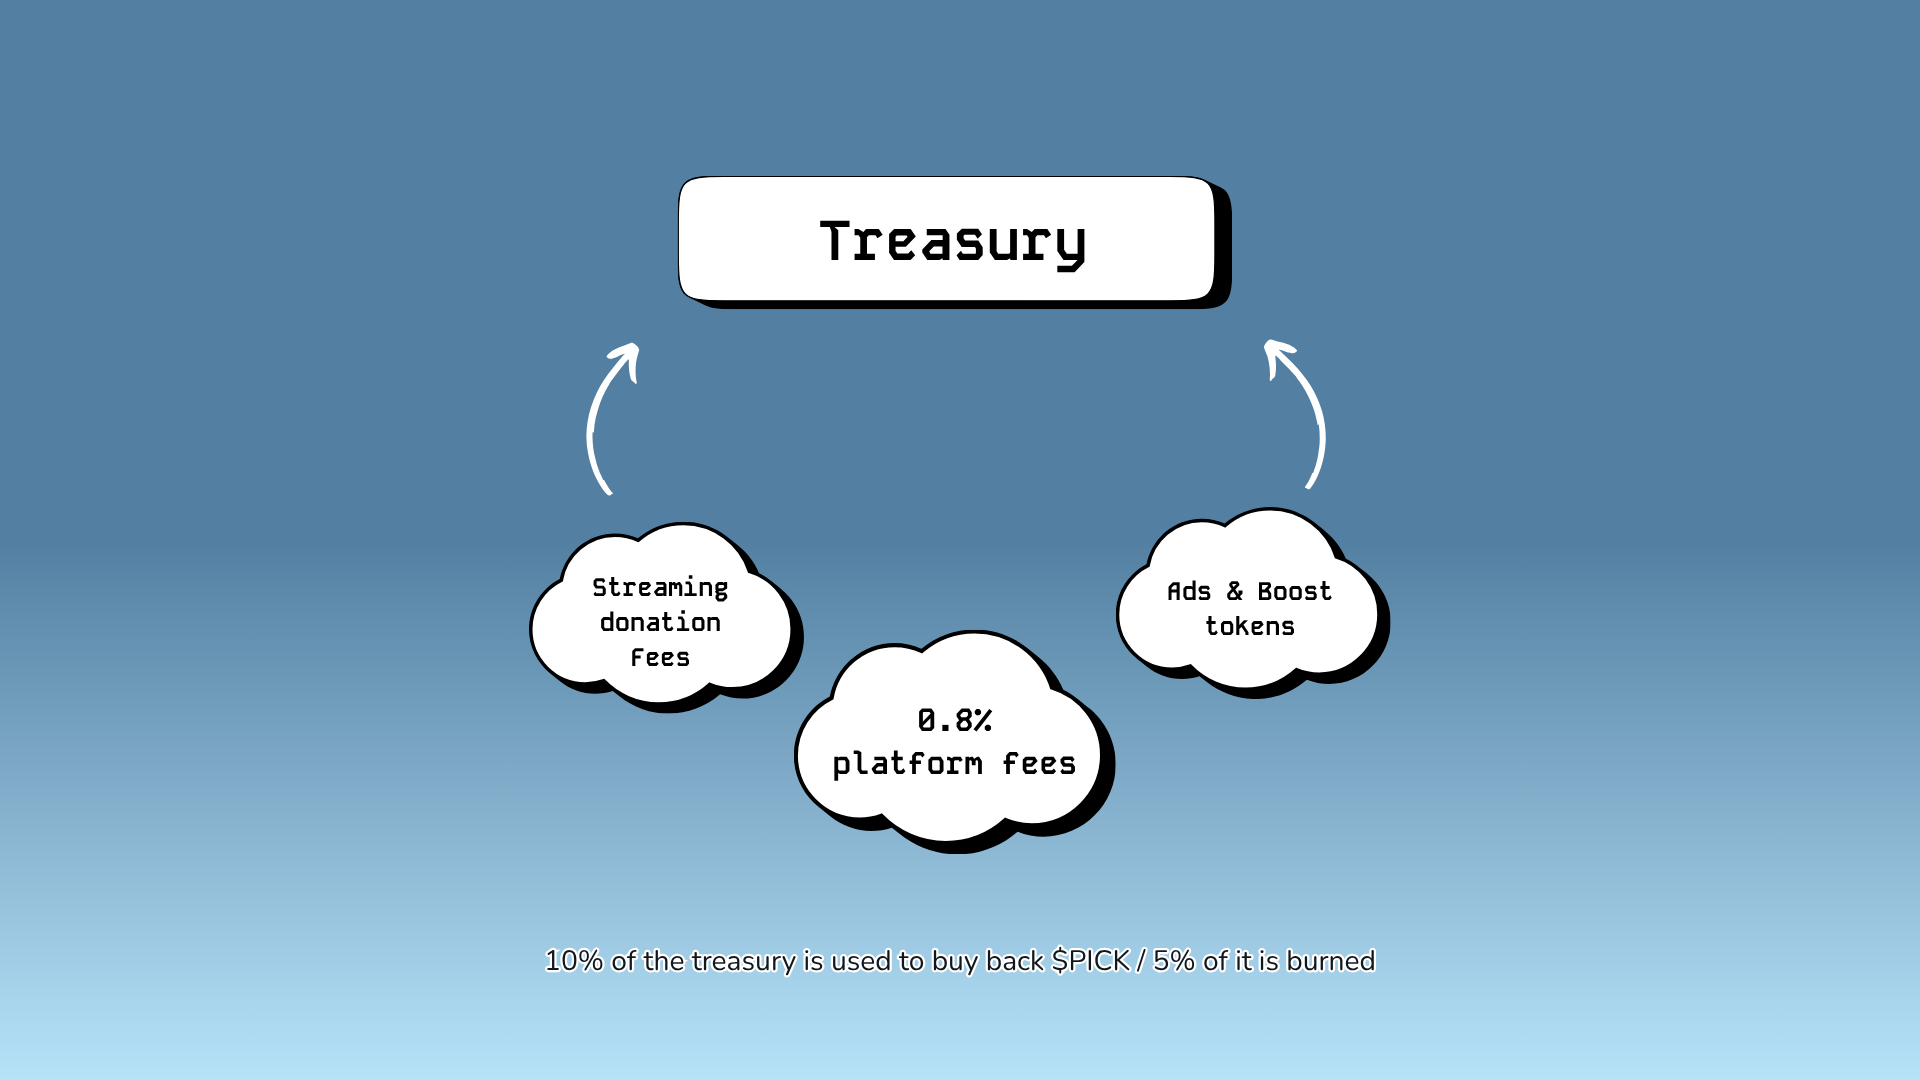 Treasury
Streaming
donation
Fees
Ads & Boost
tokens
0.8%
platform fees
10% of the treasury is used to buy back $PICK / 5% of it is burned